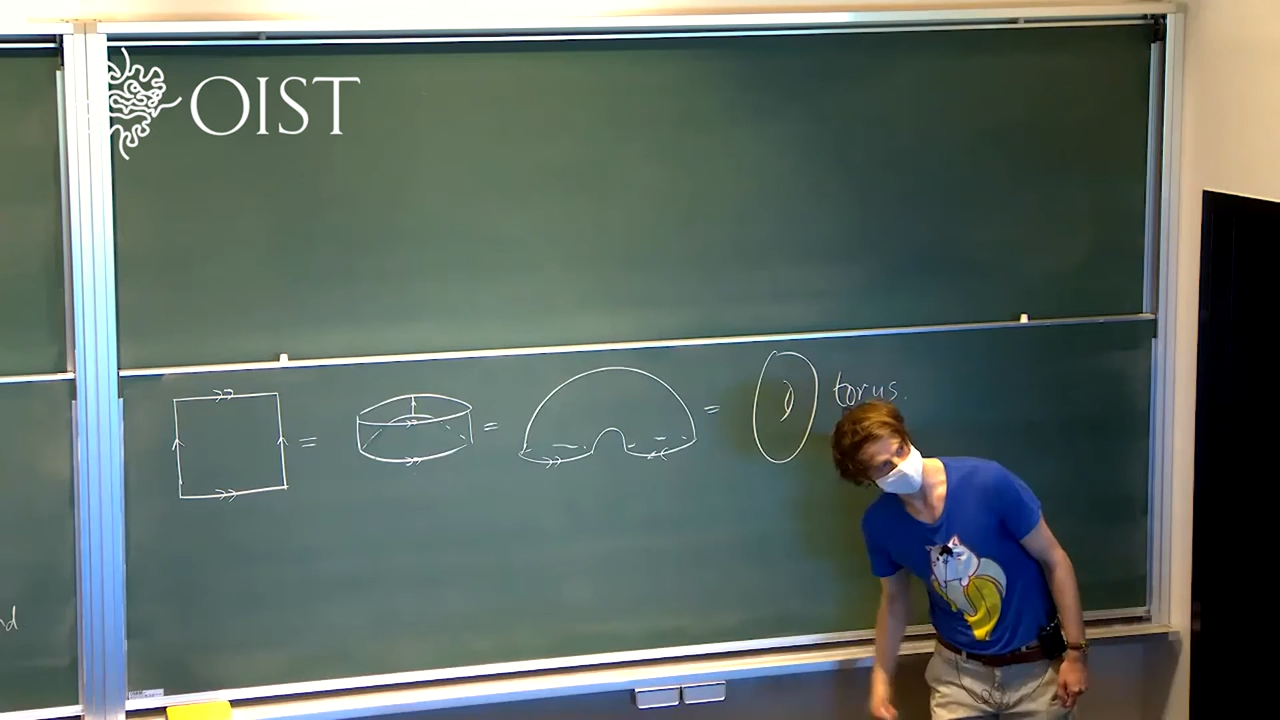 OIST
= = = torus.